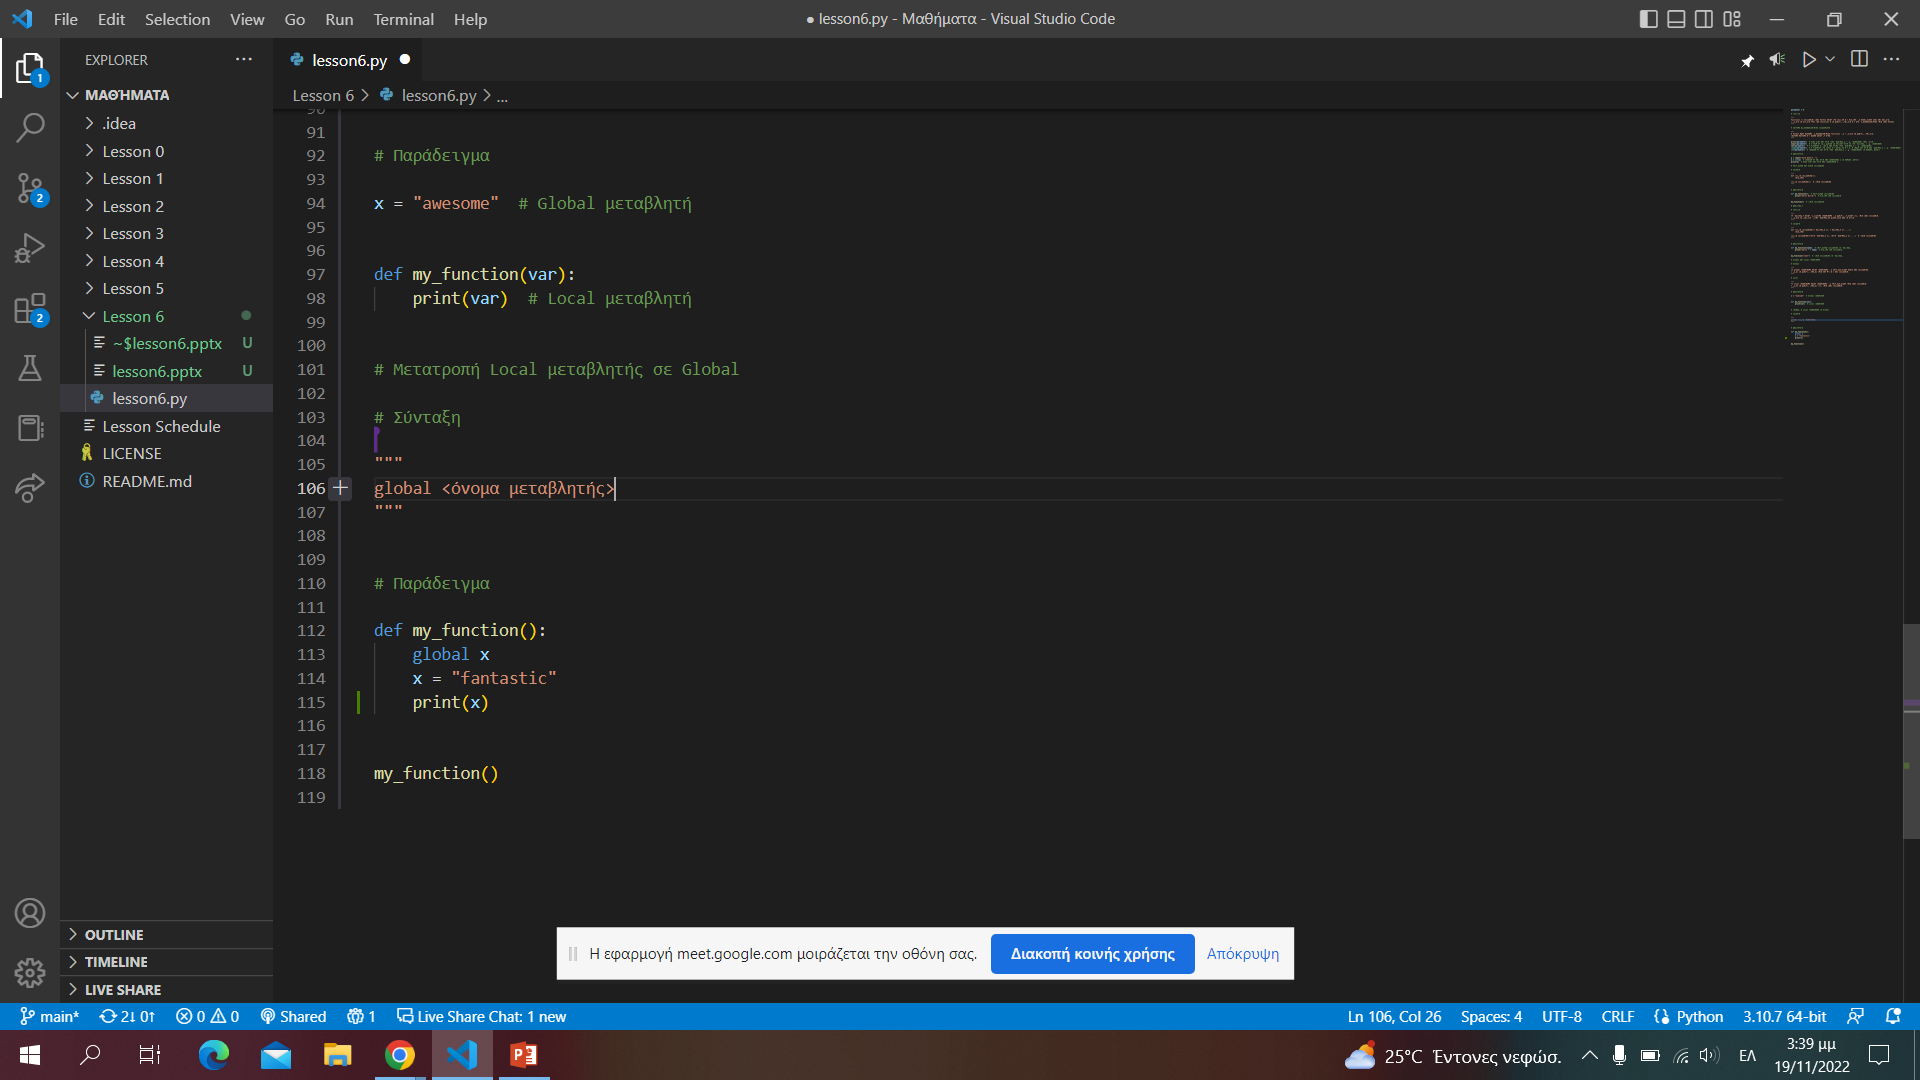 File Edit Selection View Go Run Terminal Help
● lesson6.py - Μαθήματα - Visual Studio Code
EXPLORER
ΜΑΘΉΜΑΤΑ
.idea
Lesson 0
Lesson 1
Lesson 2
Lesson 3
Lesson 4
Lesson 5
Lesson 6
~$lesson6.pptx U
lesson6.pptx U
lesson6.py
Lesson Schedule
LICENSE
README.md
OUTLINE
TIMELINE
LIVE SHARE
1
2
2
lesson6.py
Lesson 6 > lesson6.py > ...
90
91
92 # Παράδειγμα
93
94 x = "awesome"  # Global μεταβλητή
95
96
97 def my_function(var):
98     print(var)  # Local μεταβλητή
99
100
101 # Μετατροπή Local μεταβλητής σε Global
102
103 # Σύνταξη
104
105 """
106 global <όνομα μεταβλητής>
107 """
108
109
110 # Παράδειγμα
111
112 def my_function():
113     global x
114     x = "fantastic"
115     print(x)
116
117
118 my_function()
119
Η εφαρμογή meet.google.com μοιράζεται την οθόνη σας. Διακοπή κοινής χρήσης Απόκρυψη
main* 2↓ 0↑ 0 0 Shared 1 Live Share Chat: 1 new Ln 106, Col 26 Spaces: 4 UTF-8 CRLF Python 3.10.7 64-bit
25°C Έντονες νεφώσ. ΕΛ 3:39 μμ
19/11/2022